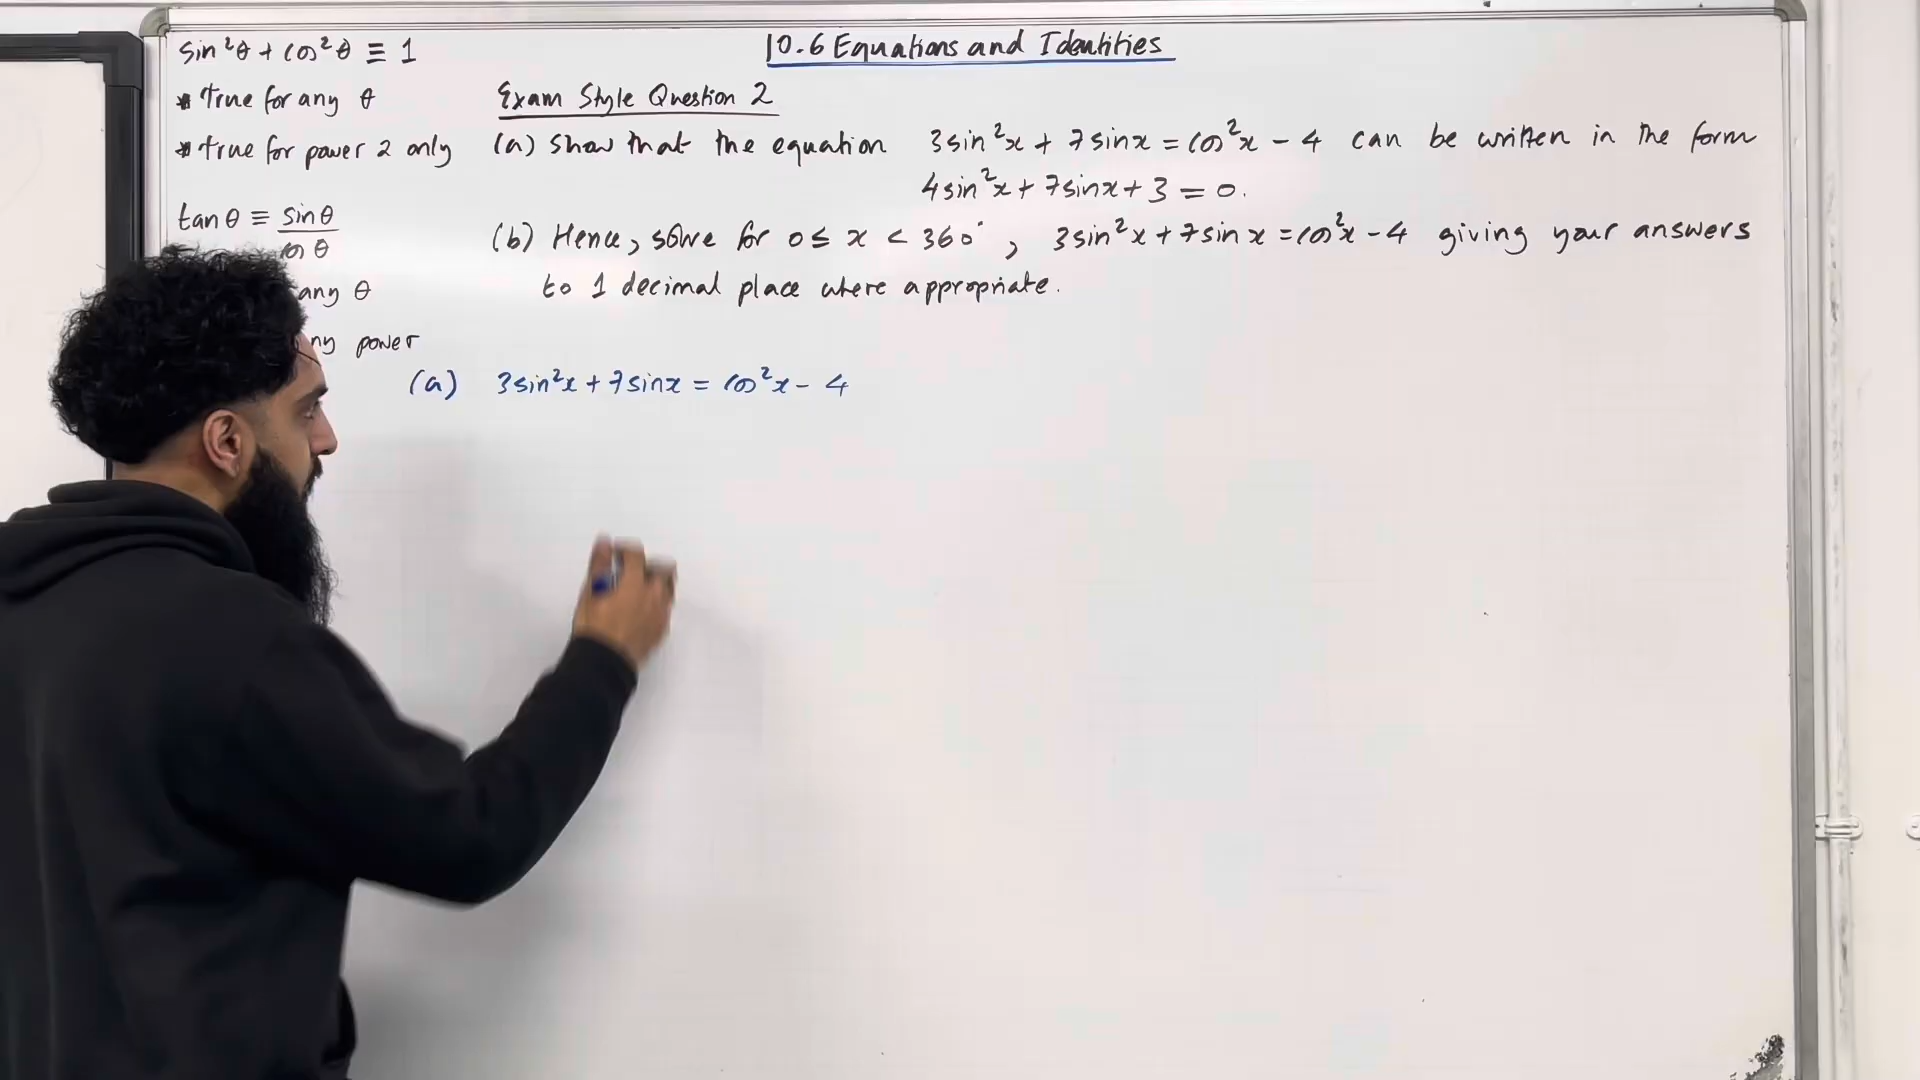 10.6 Equations and Identities
sin²θ + cos²θ ≡ 1
* true for any θ
* true for power 2 only
tanθ ≡ sinθ
cosθ
any θ
power
Exam Style Question 2
(a) Show that the equation 3sin²x + 7sinx = cos²x - 4 can be written in the form
4sin²x + 7sinx + 3 = 0.
(b) Hence, solve for 0 ≤ x < 360°, 3sin²x + 7sinx = cos²x - 4 giving your answers
to 1 decimal place where appropriate.
(a) 3sin²x + 7sinx = cos²x - 4